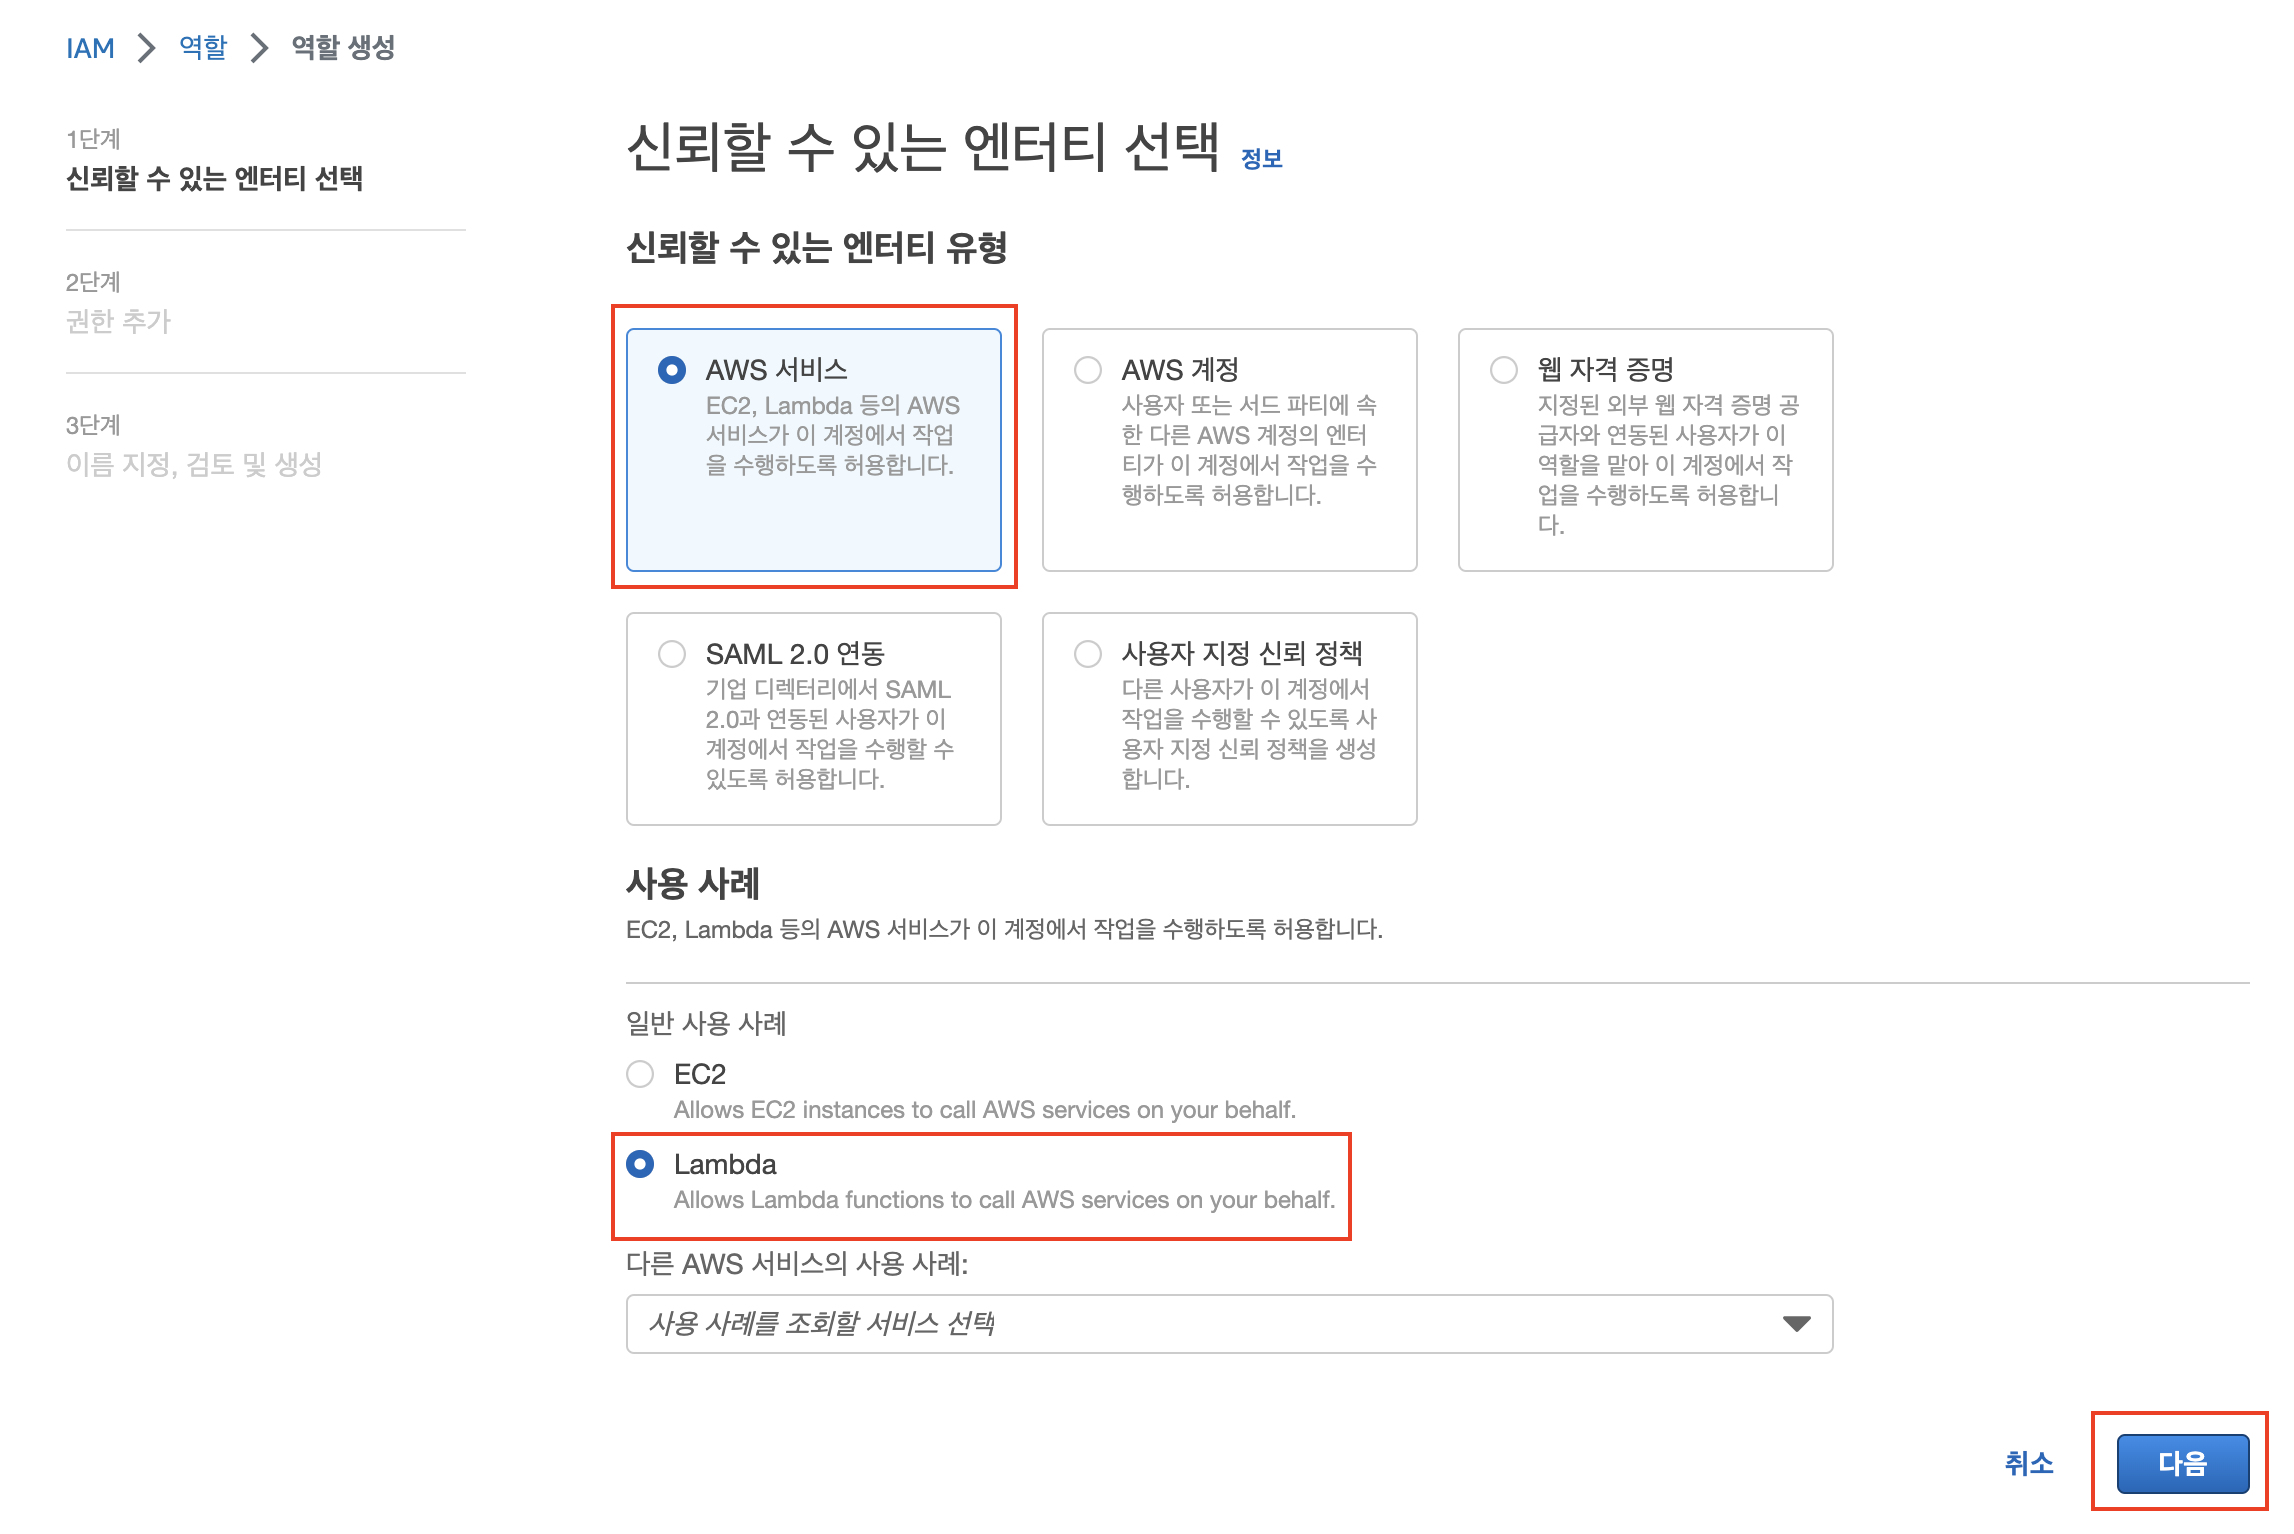 IAM 역할 역할 생성
1단계
신뢰할 수 있는 엔터티 선택
2단계
권한 추가
3단계
이름 지정, 검토 및 생성
신뢰할 수 있는 엔터티 선택 정보
신뢰할 수 있는 엔터티 유형
AWS 서비스
EC2, Lambda 등의 AWS
서비스가 이 계정에서 작업
을 수행하도록 허용합니다.
AWS 계정
사용자 또는 서드 파티에 속
한 다른 AWS 계정의 엔터
티가 이 계정에서 작업을 수
행하도록 허용합니다.
웹 자격 증명
지정된 외부 웹 자격 증명 공
급자와 연동된 사용자가 이
역할을 맡아 이 계정에서 작
업을 수행하도록 허용합니
다.
SAML 2.0 연동
기업 디렉터리에서 SAML
2.0과 연동된 사용자가 이
계정에서 작업을 수행할 수
있도록 허용합니다.
사용자 지정 신뢰 정책
다른 사용자가 이 계정에서
작업을 수행할 수 있도록 사
용자 지정 신뢰 정책을 생성
합니다.
사용 사례
EC2, Lambda 등의 AWS 서비스가 이 계정에서 작업을 수행하도록 허용합니다.
일반 사용 사례
EC2
Allows EC2 instances to call AWS services on your behalf.
Lambda
Allows Lambda functions to call AWS services on your behalf.
다른 AWS 서비스의 사용 사례:
사용 사례를 조회할 서비스 선택
취소 다음